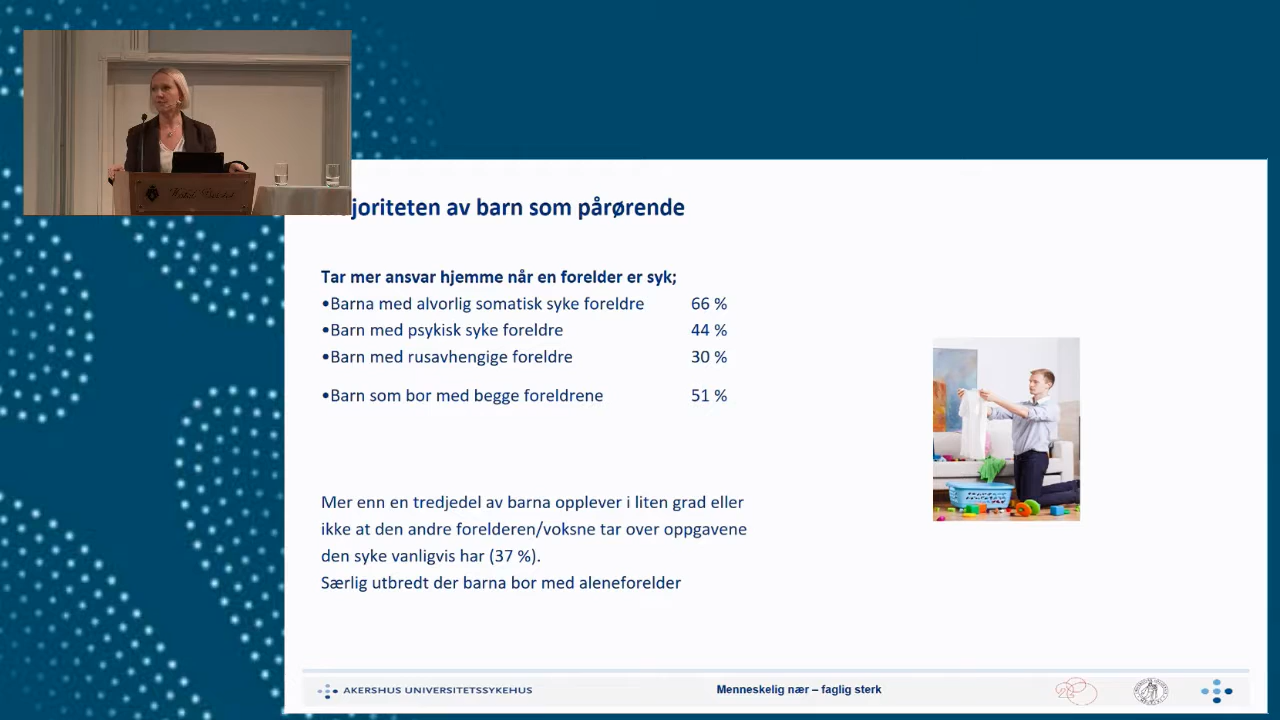 joriteten av barn som pårørende
Tar mer ansvar hjemme når en forelder er syk;
•Barna med alvorlig somatisk syke foreldre 66 %
•Barn med psykisk syke foreldre 44 %
•Barn med rusavhengige foreldre 30 %
•Barn som bor med begge foreldrene 51 %
Mer enn en tredjedel av barna opplever i liten grad eller
ikke at den andre forelderen/voksne tar over oppgavene
den syke vanligvis har (37 %).
Særlig utbredt der barna bor med aleneforelder
AKERSHUS UNIVERSITETSSYKEHUS
Menneskelig nær – faglig sterk